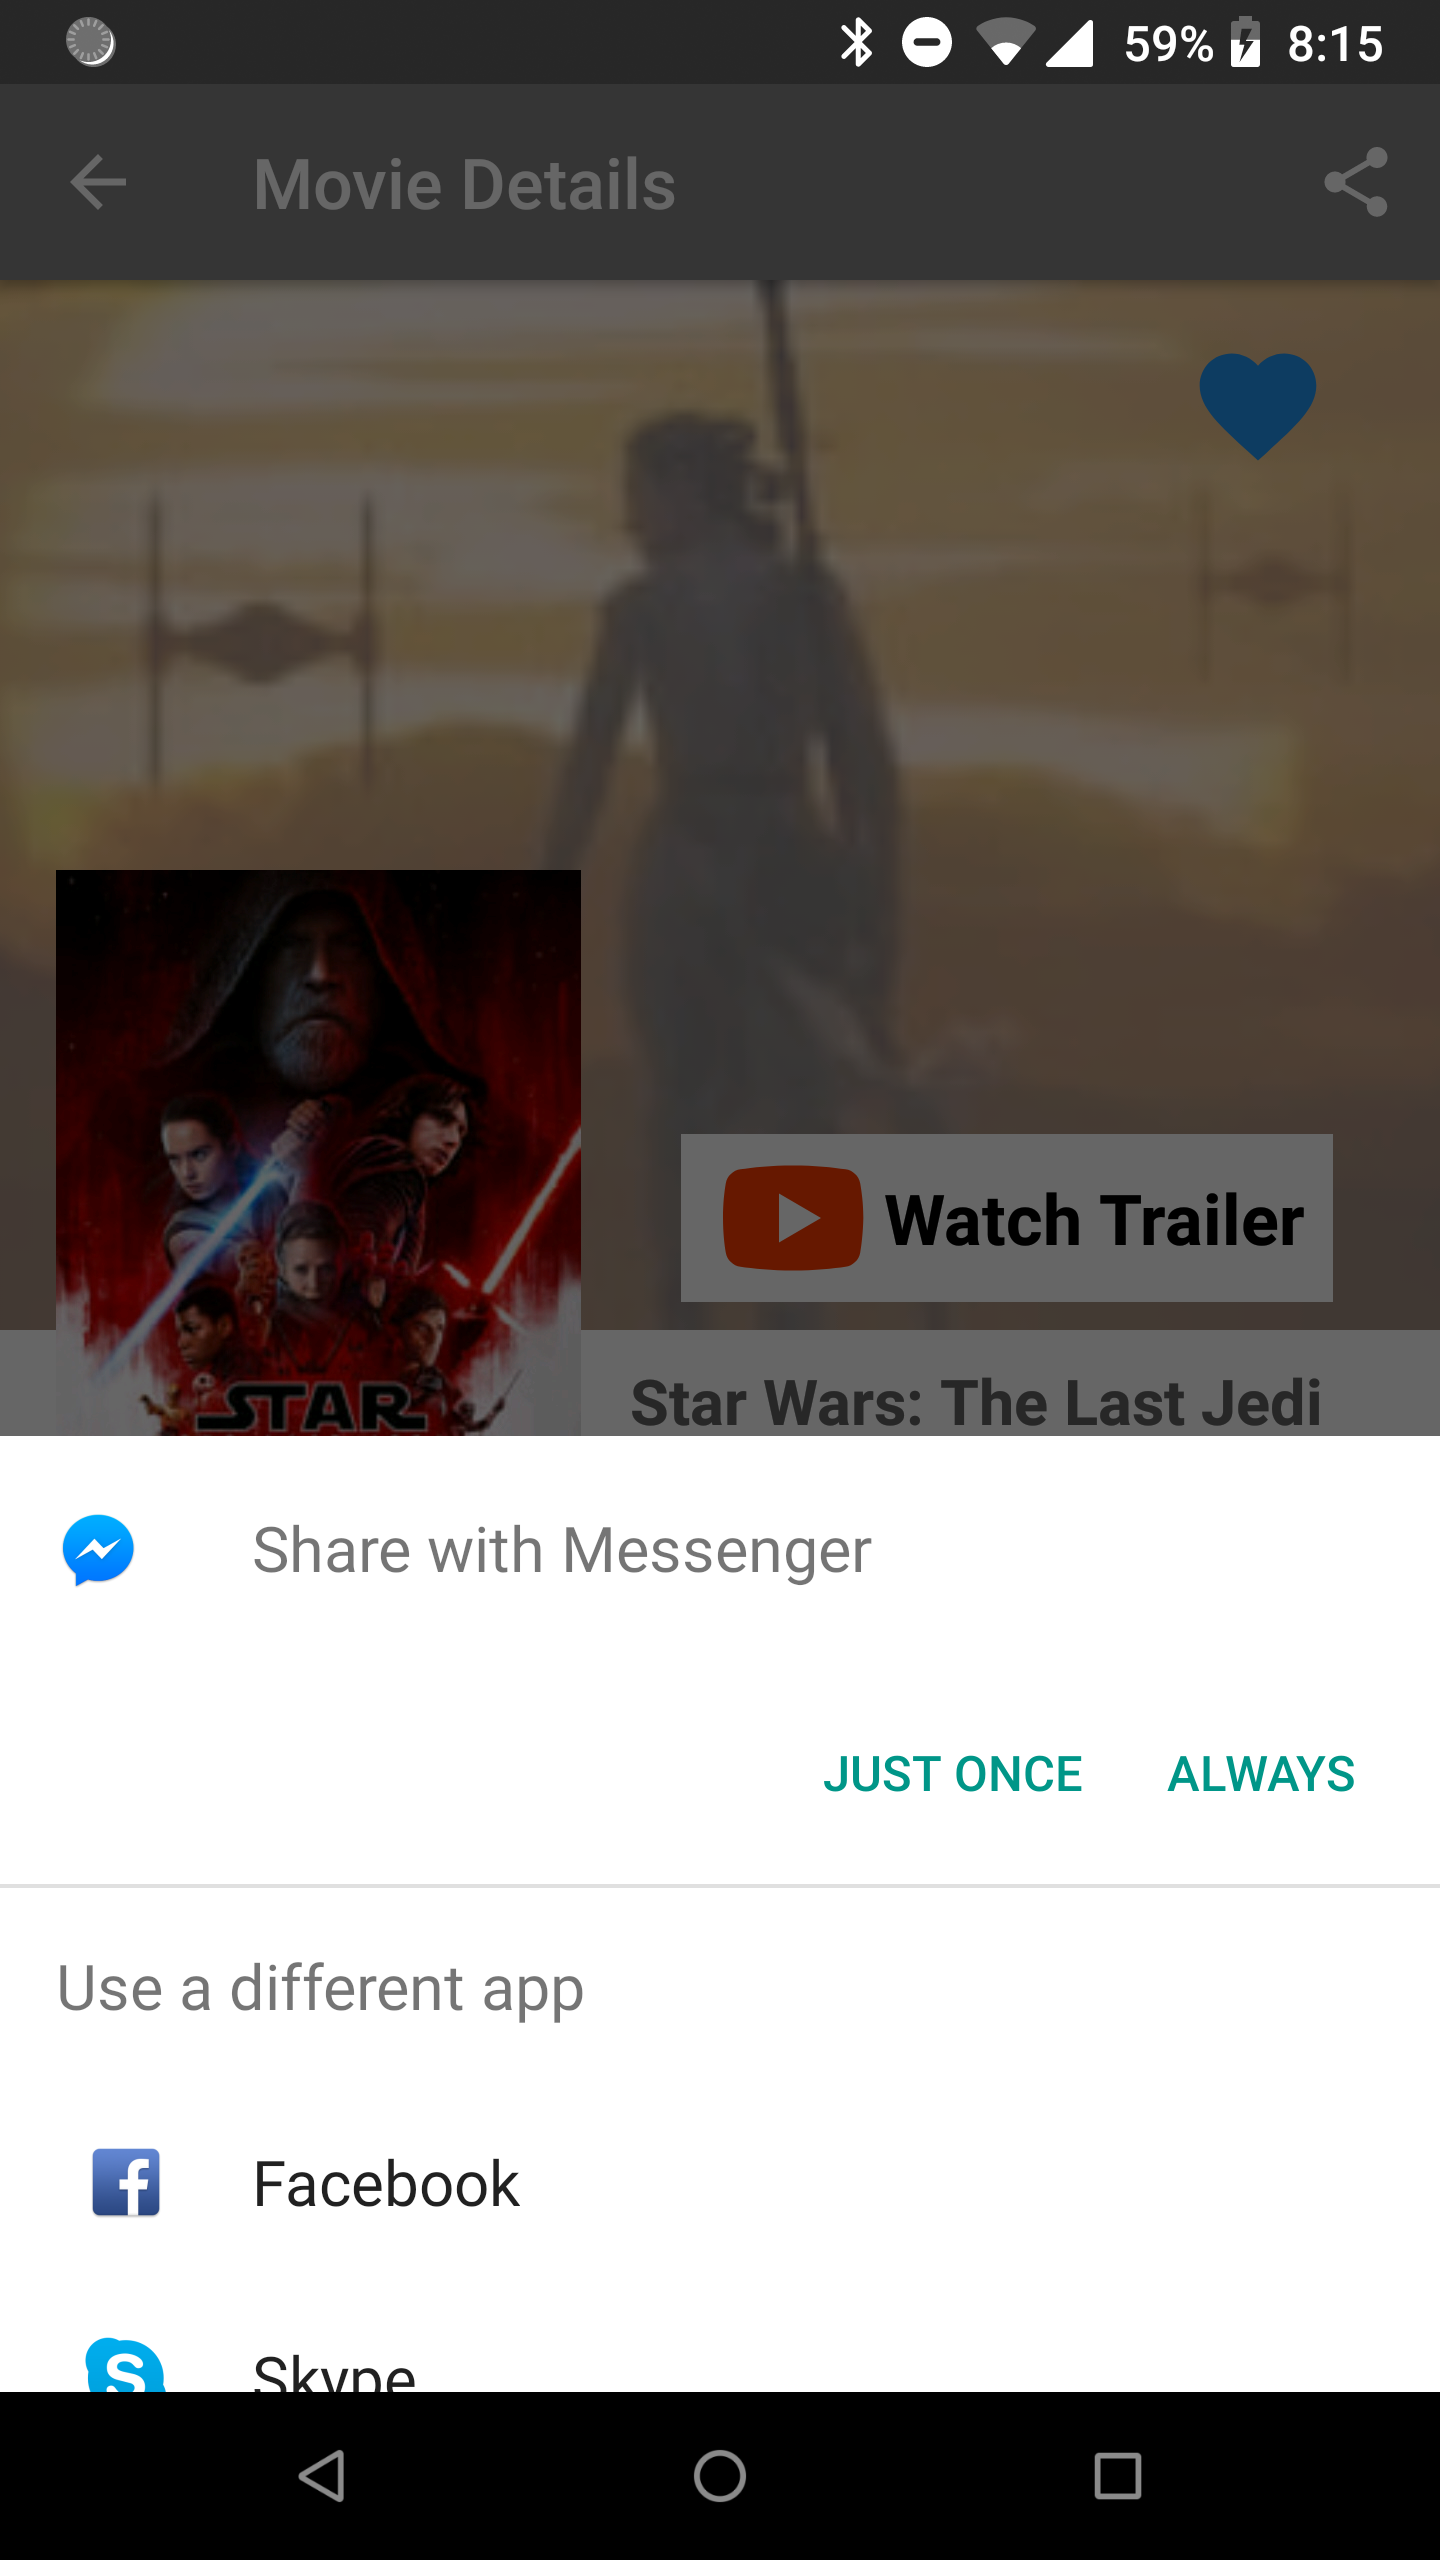 59% 8:15
Movie Details
Watch Trailer
STAR
Star Wars: The Last Jedi
Share with Messenger
JUST ONCE ALWAYS
Use a different app
Facebook
Skype